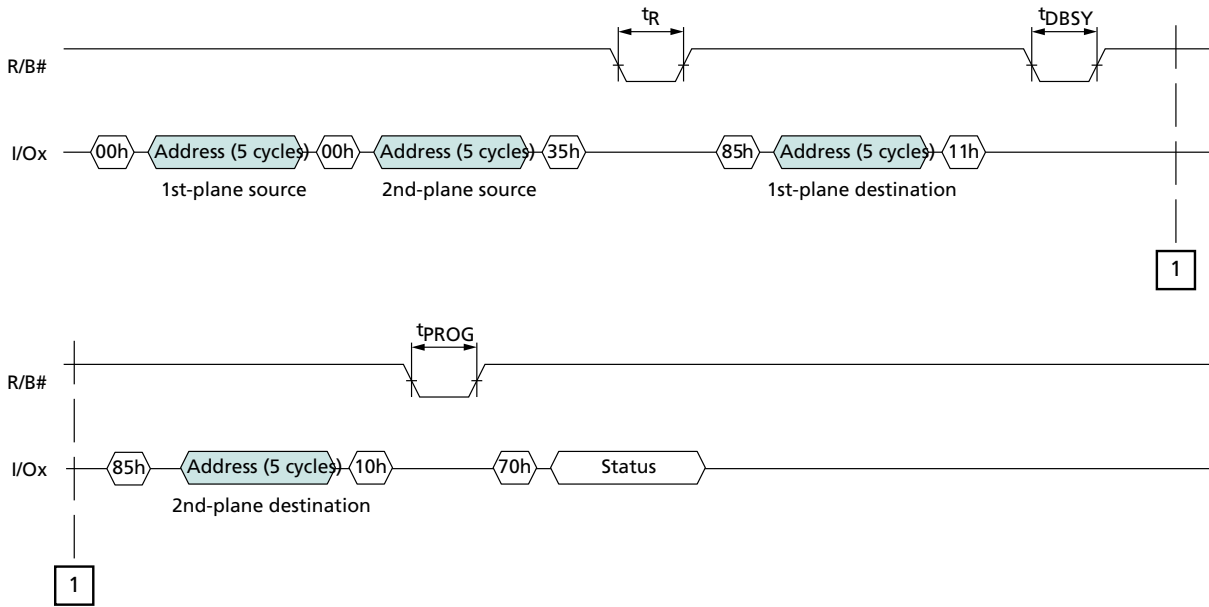 tR tDBSY
R/B#
I/Ox 00h Address (5 cycles) 00h Address (5 cycles) 35h 85h Address (5 cycles) 11h
1st-plane source 2nd-plane source 1st-plane destination
1
tPROG
R/B#
I/Ox 85h Address (5 cycles) 10h 70h Status
2nd-plane destination
1